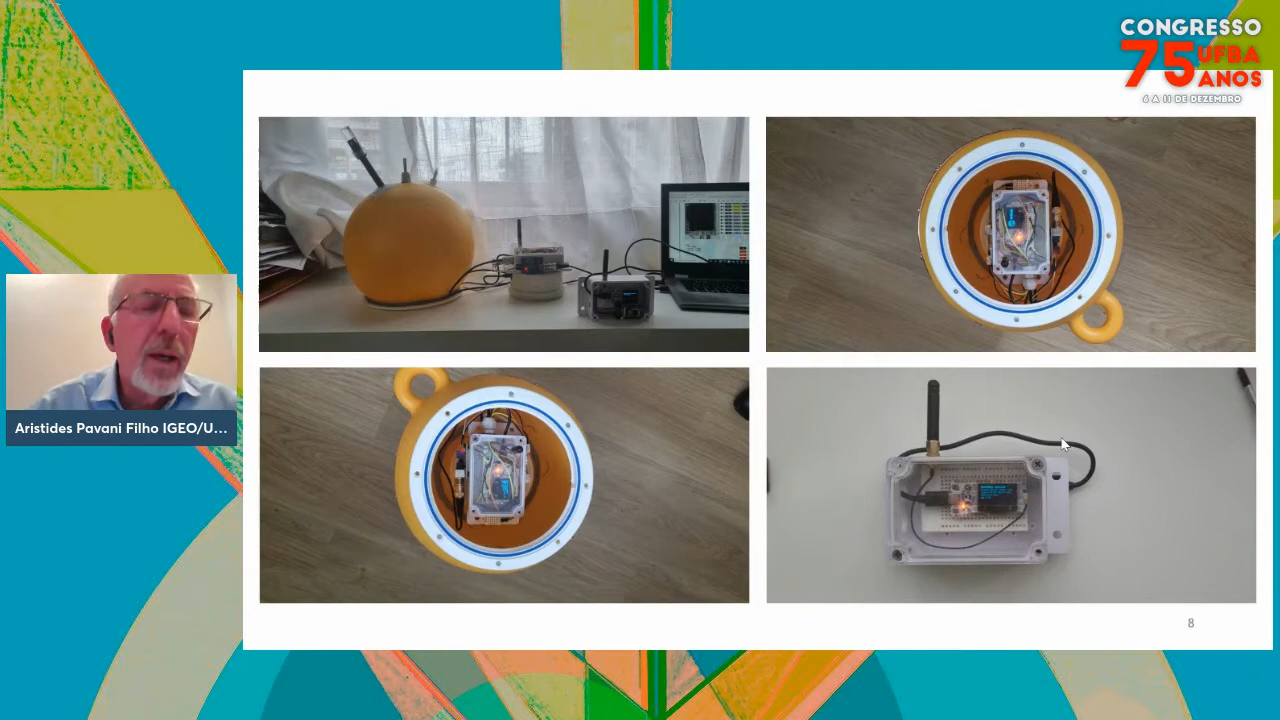 CONGRESSO
75 UFBA
ANOS
6 A 11 DE DEZEMBRO
Aristides Pavani Filho IGEO/U...
8